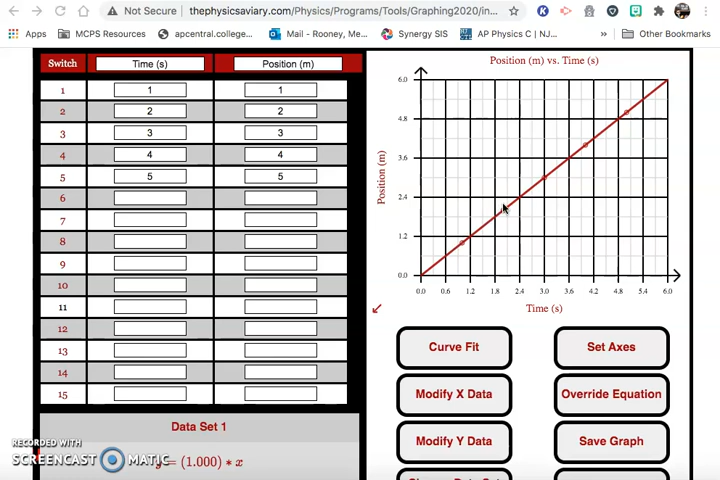 Not Secure | thephysicsaviary.com/Physics/Programs/Tools/Graphing2020/in...
Apps MCPS Resources apcentral.college... Mail - Rooney, Me... Synergy SIS AP Physics C | NJ... » Other Bookmarks
Switch Time (s) Position (m)
1 1 1
2 2 2
3 3 3
4 4 4
5 5 5
6
7
8
9
10
11
12
13
14
15
Data Set 1
= (1.000) * x
RECORDED WITH
SCREENCAST MATIC
Position (m) vs. Time (s)
Position (m)
6.0
4.8
3.6
2.4
1.2
0.0
0.0 0.6 1.2 1.8 2.4 3.0 3.6 4.2 4.8 5.4 6.0
Time (s)
Curve Fit Set Axes
Modify X Data Override Equation
Modify Y Data Save Graph